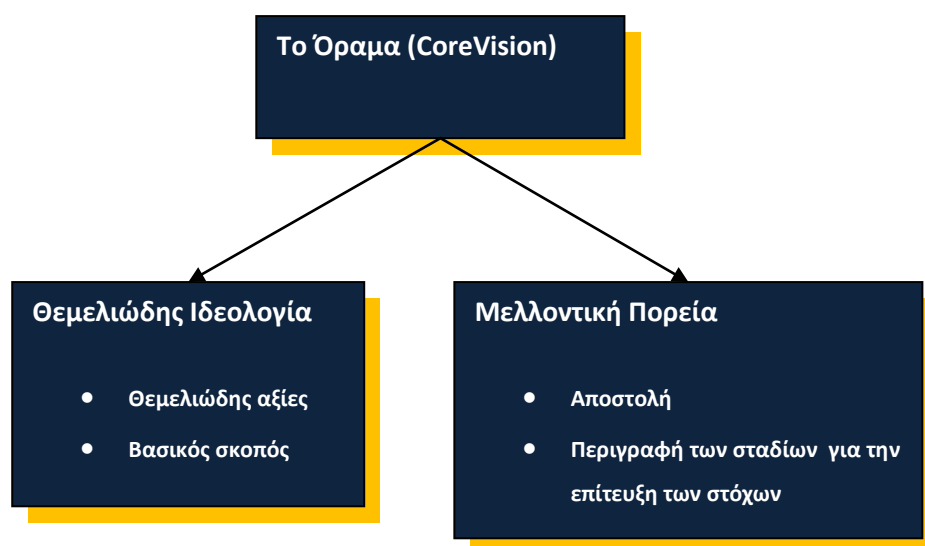 Το Όραμα (CoreVision)
Θεμελιώδης Ιδεολογία
• Θεμελιώδης αξίες
• Βασικός σκοπός
Μελλοντική Πορεία
• Αποστολή
• Περιγραφή των σταδίων για την
επίτευξη των στόχων